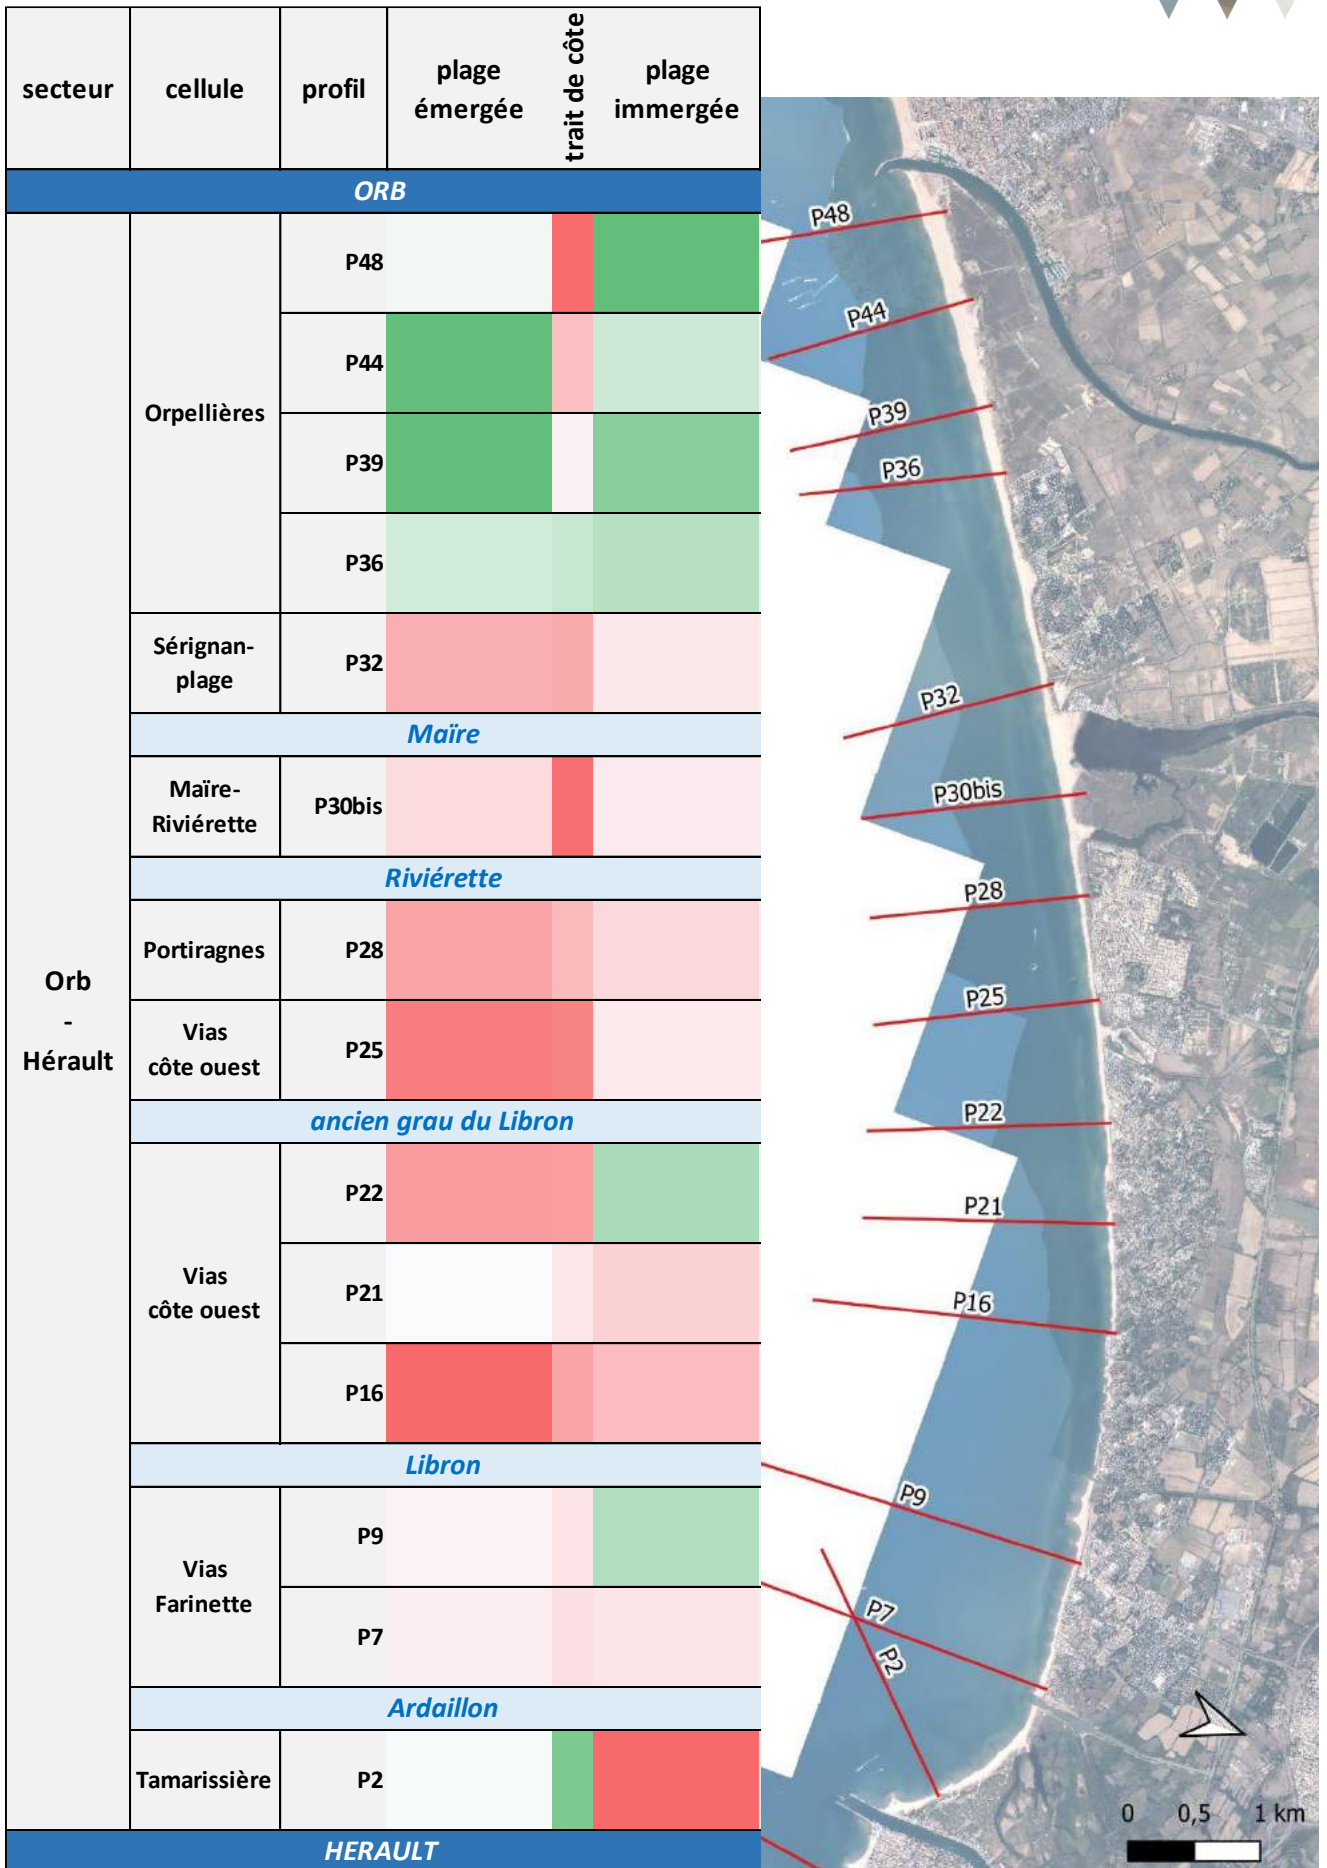 secteur
cellule
profil
plage
émergée
trait de côte
plage
immergée
ORB
Orb
-
Hérault
Orpellières
P48
P44
P39
P36
Sérignan-
plage
P32
Maïre
Maïre-
Riviérette
P30bis
Riviérette
Portiragnes
P28
Vias
côte ouest
P25
ancien grau du Libron
Vias
côte ouest
P22
P21
P16
Libron
Vias
Farinette
P9
P7
Ardaillon
Tamarissière
P2
HERAULT
P48
P44
P39
P36
P32
P30bis
P28
P25
P22
P21
P16
P9
P7
P2
0 0,5 1 km